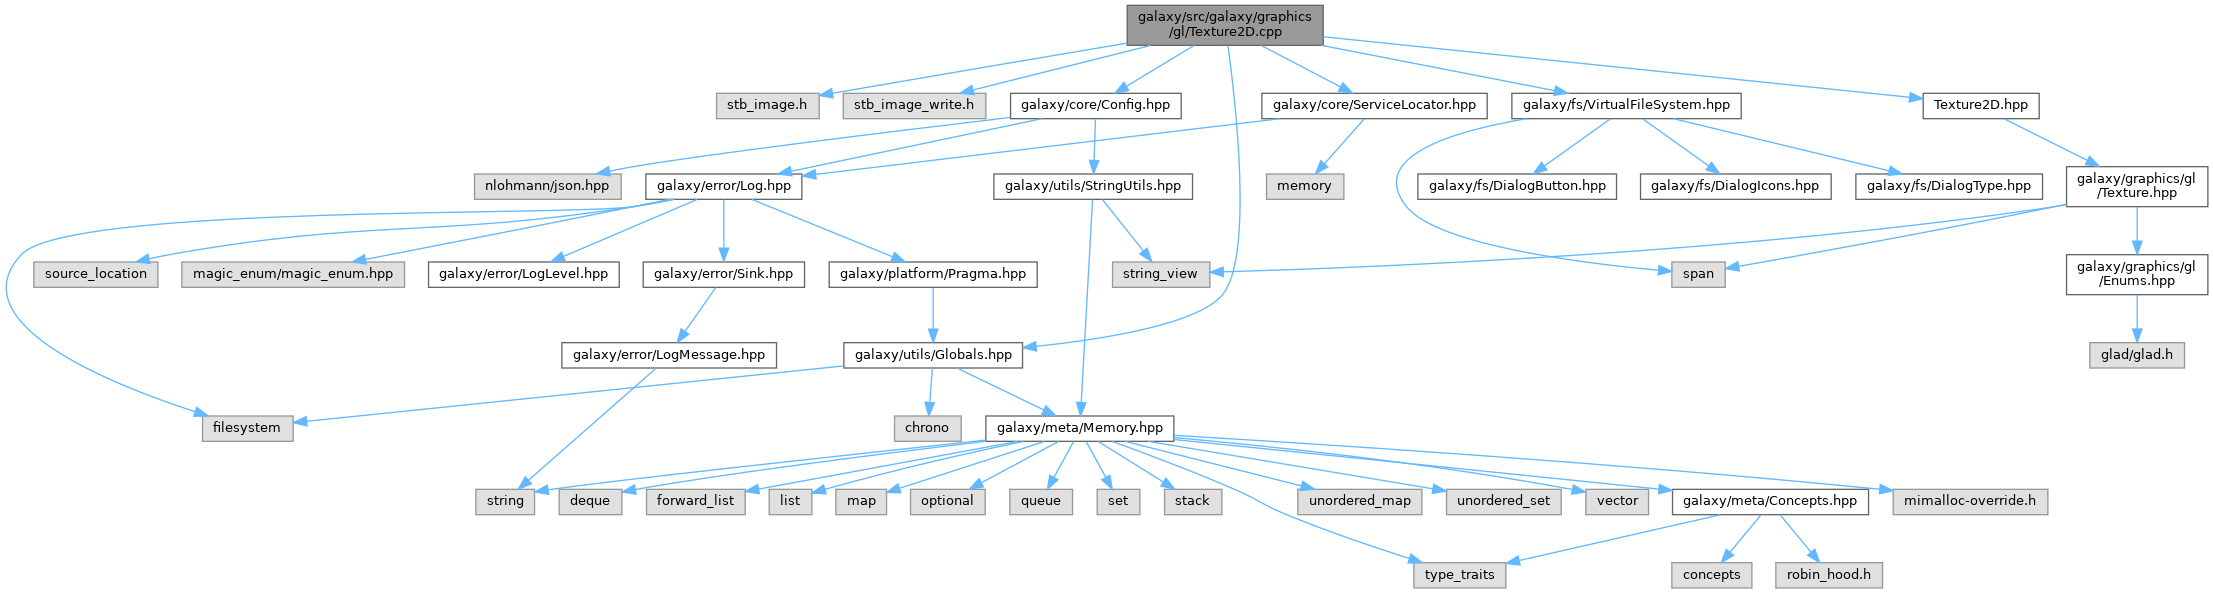 galaxy/src/galaxy/graphics
/gl/Texture2D.cpp
stb_image.h
stb_image_write.h
galaxy/core/Config.hpp
galaxy/core/ServiceLocator.hpp
galaxy/fs/VirtualFileSystem.hpp
Texture2D.hpp
nlohmann/json.hpp
galaxy/error/Log.hpp
galaxy/utils/StringUtils.hpp
memory
galaxy/fs/DialogButton.hpp
galaxy/fs/DialogIcons.hpp
galaxy/fs/DialogType.hpp
galaxy/graphics/gl
/Texture.hpp
source_location
magic_enum/magic_enum.hpp
galaxy/error/LogLevel.hpp
galaxy/error/Sink.hpp
galaxy/platform/Pragma.hpp
string_view
span
galaxy/graphics/gl
/Enums.hpp
galaxy/error/LogMessage.hpp
galaxy/utils/Globals.hpp
glad/glad.h
filesystem
chrono
galaxy/meta/Memory.hpp
string
deque
forward_list
list
map
optional
queue
set
stack
unordered_map
unordered_set
vector
galaxy/meta/Concepts.hpp
mimalloc-override.h
type_traits
concepts
robin_hood.h